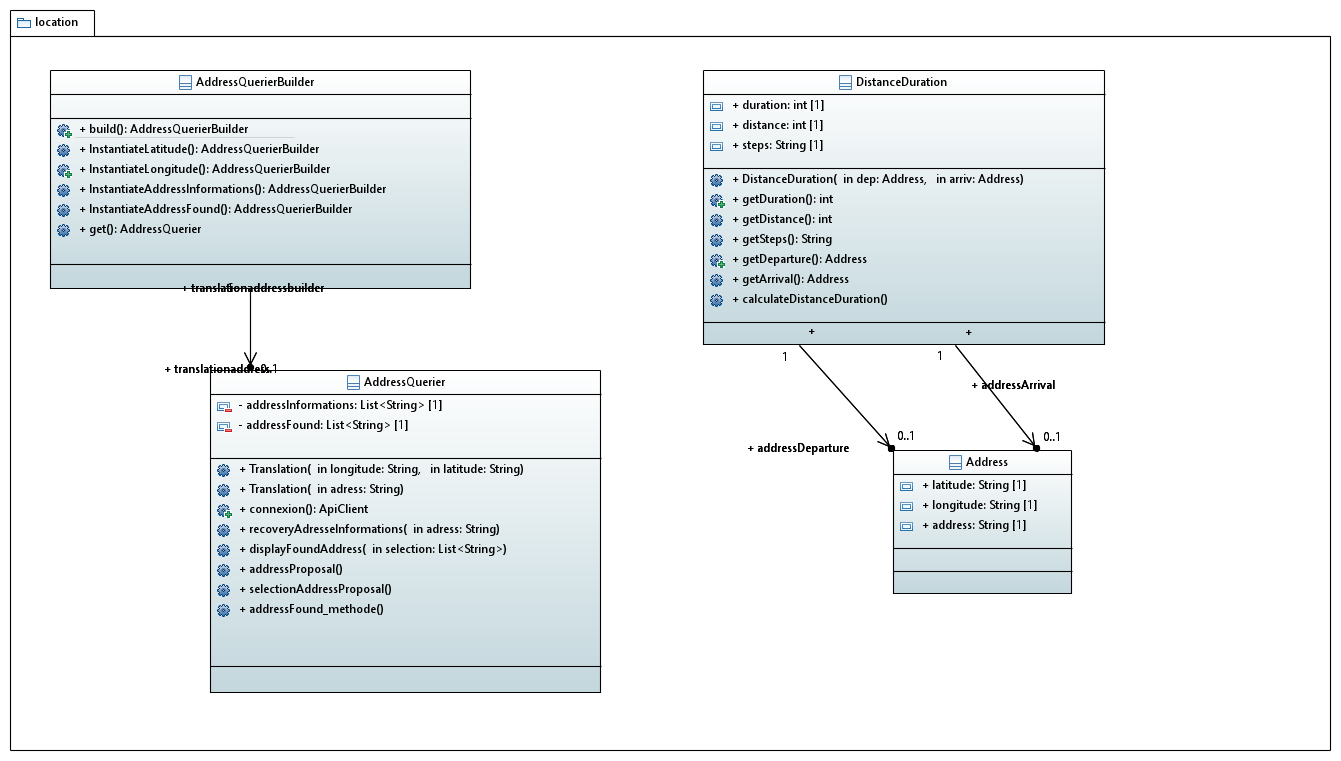 location
AddressQuerierBuilder
+ build(): AddressQuerierBuilder
+ InstantiateLatitude(): AddressQuerierBuilder
+ InstantiateLongitude(): AddressQuerierBuilder
+ InstantiateAddressInformations(): AddressQuerierBuilder
+ InstantiateAddressFound(): AddressQuerierBuilder
+ get(): AddressQuerier
+ translationaddressbuilder
+ translationaddress
0..1
AddressQuerier
- addressInformations: List<String> [1]
- addressFound: List<String> [1]
+ Translation( in longitude: String, in latitude: String)
+ Translation( in adress: String)
+ connexion(): ApiClient
+ recoveryAdresseInformations( in adress: String)
+ displayFoundAddress( in selection: List<String>)
+ addressProposal()
+ selectionAddressProposal()
+ addressFound_methode()
DistanceDuration
+ duration: int [1]
+ distance: int [1]
+ steps: String [1]
+ DistanceDuration( in dep: Address, in arriv: Address)
+ getDuration(): int
+ getDistance(): int
+ getSteps(): String
+ getDeparture(): Address
+ getArrival(): Address
+ calculateDistanceDuration()
+ +
1 1
+ addressArrival
0..1 0..1
+ addressDeparture
Address
+ latitude: String [1]
+ longitude: String [1]
+ address: String [1]